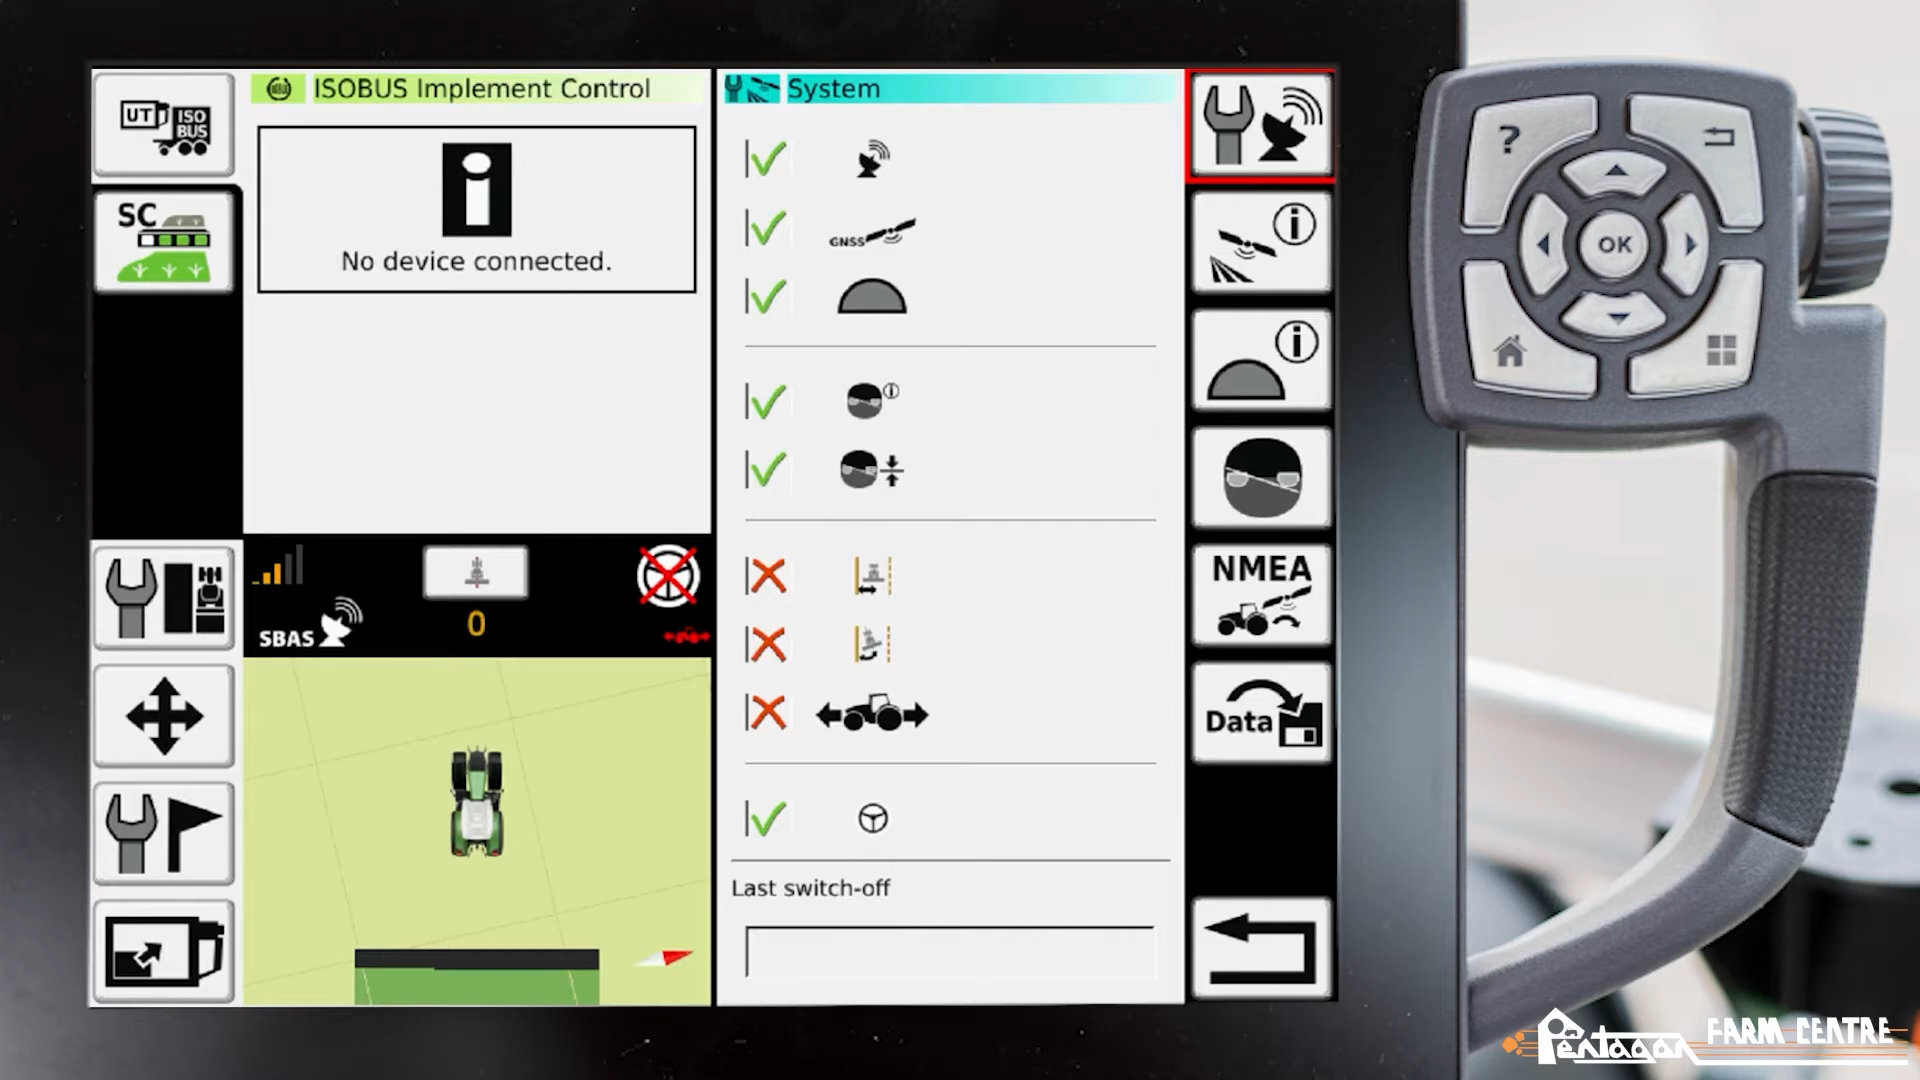 UT
ISO
BUS
SC
ISOBUS Implement Control
No device connected.
SBAS
0
System
GNSS
Last switch-off
NMEA
Data
?
OK
Pentagon FARM CENTRE